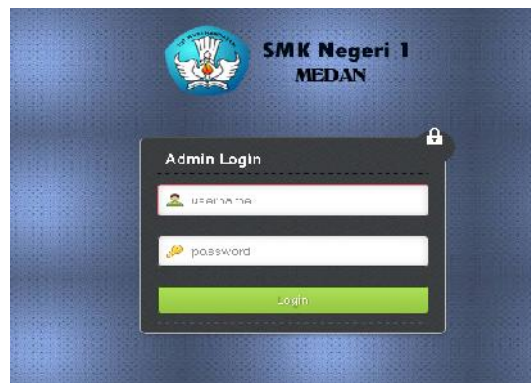 SMK Negeri 1
MEDAN
Admin Login
username
password
Login